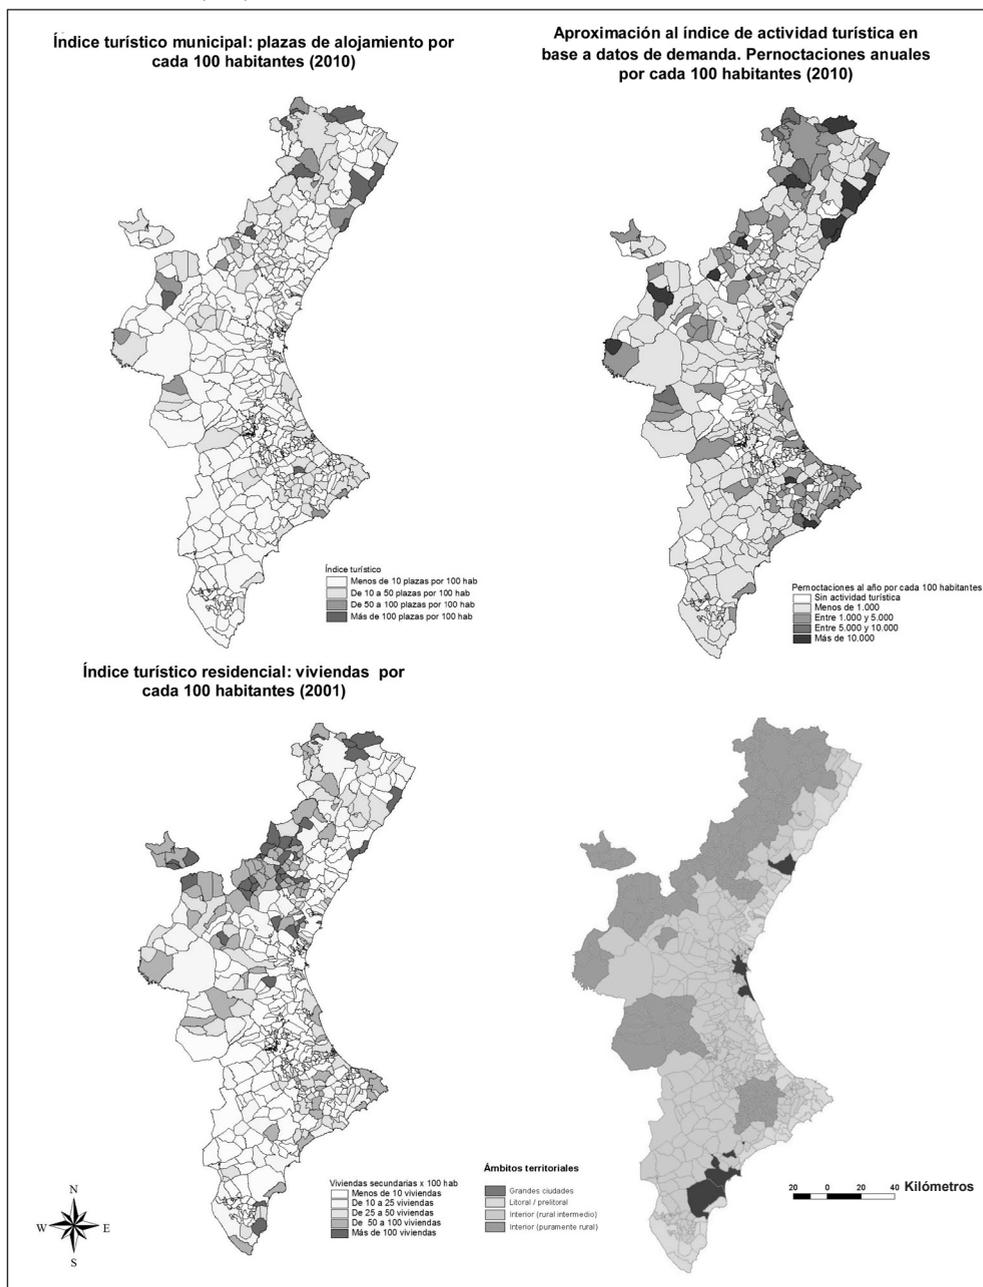 Índice turístico municipal: plazas de alojamiento por
cada 100 habitantes (2010)
Aproximación al índice de actividad turística en
base a datos de demanda. Pernoctaciones anuales
por cada 100 habitantes (2010)
Índice turístico
Menos de 10 plazas por 100 hab
De 10 a 50 plazas por 100 hab
De 50 a 100 plazas por 100 hab
Más de 100 plazas por 100 hab
Pernoctaciones al año por cada 100 habitantes
Sin actividad turística
Menos de 1.000
Entre 1.000 y 5.000
Entre 5.000 y 10.000
Más de 10.000
Índice turístico residencial: viviendas por
cada 100 habitantes (2001)
Viviendas secundarias x 100 hab
Menos de 10 viviendas
De 10 a 25 viviendas
De 25 a 50 viviendas
De 50 a 100 viviendas
Más de 100 viviendas
Ámbitos territoriales
Grandes ciudades
Litoral / prelitoral
Interior (rural intermedio)
Interior (puramente rural)
20 0 20 40 Kilómetros
N
W E
S